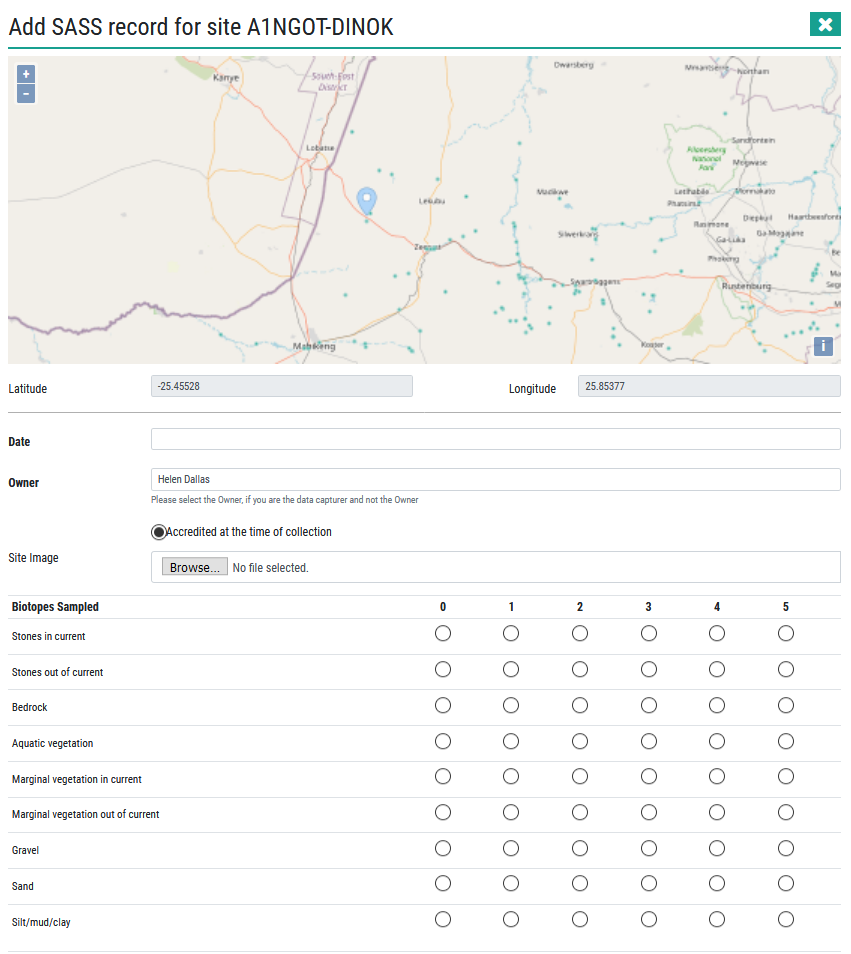 Add SASS record for site A1NGOT-DINOK
+
-
Kanye
South-East
District
Dwarsberg
Northam
Lobatse
Sandfontein
Pilanesberg
National
Park
Mogwase
Lekubu
Madikwe
Ledig
Monnakato
Phatsima
Rasimone
Diepkuil
Ga-Luka
Ga-Mogajane
Silwerkrans
Zeerust
Phokeng
Swartruggens
Rustenburg
Mahikeng
Koster
i
Latitude -25.45528 Longitude 25.85377
Date
Owner Helen Dallas
Please select the Owner, if you are the data capturer and not the Owner
Accredited at the time of collection
Site Image Browse... No file selected.
Biotopes Sampled 0 1 2 3 4 5
Stones in current
Stones out of current
Bedrock
Aquatic vegetation
Marginal vegetation in current
Marginal vegetation out of current
Gravel
Sand
Silt/mud/clay